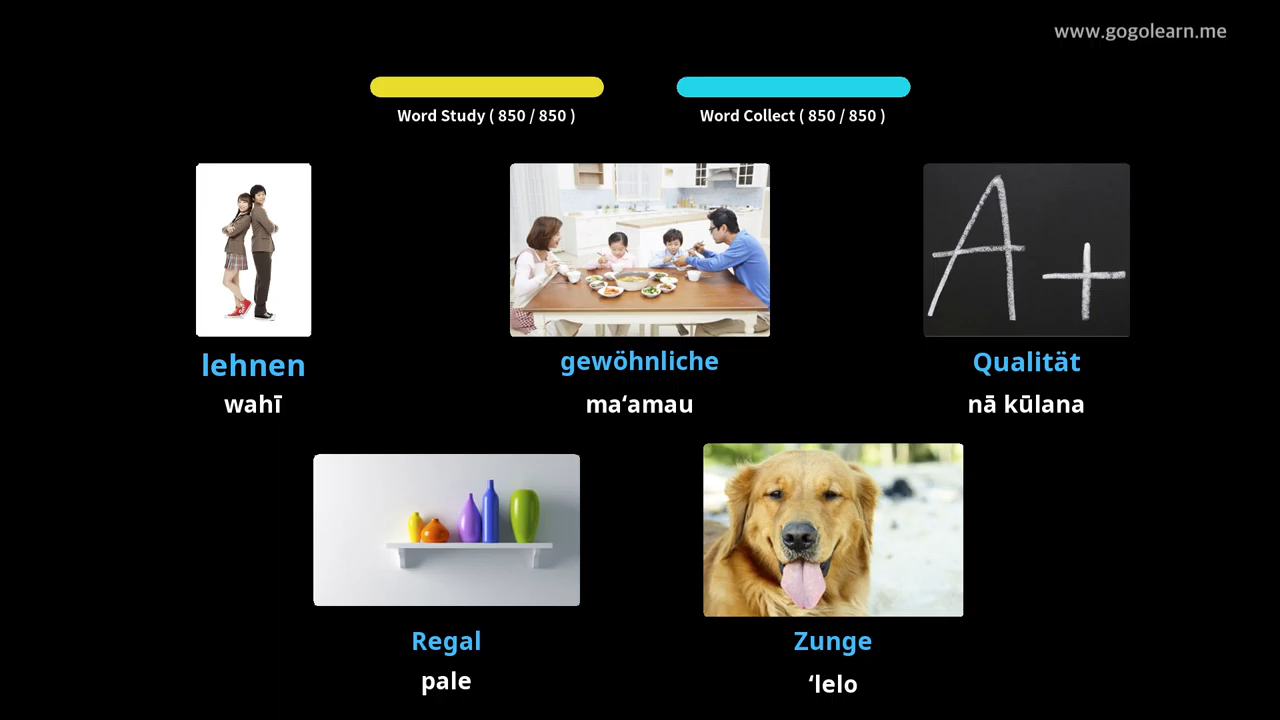 www.gogolearn.me
Word Study ( 850 / 850 )
Word Collect ( 850 / 850 )
A+
lehnen
wahī
gewöhnliche
maʻamau
Qualität
nā kūlana
Regal
pale
Zunge
ʻlelo